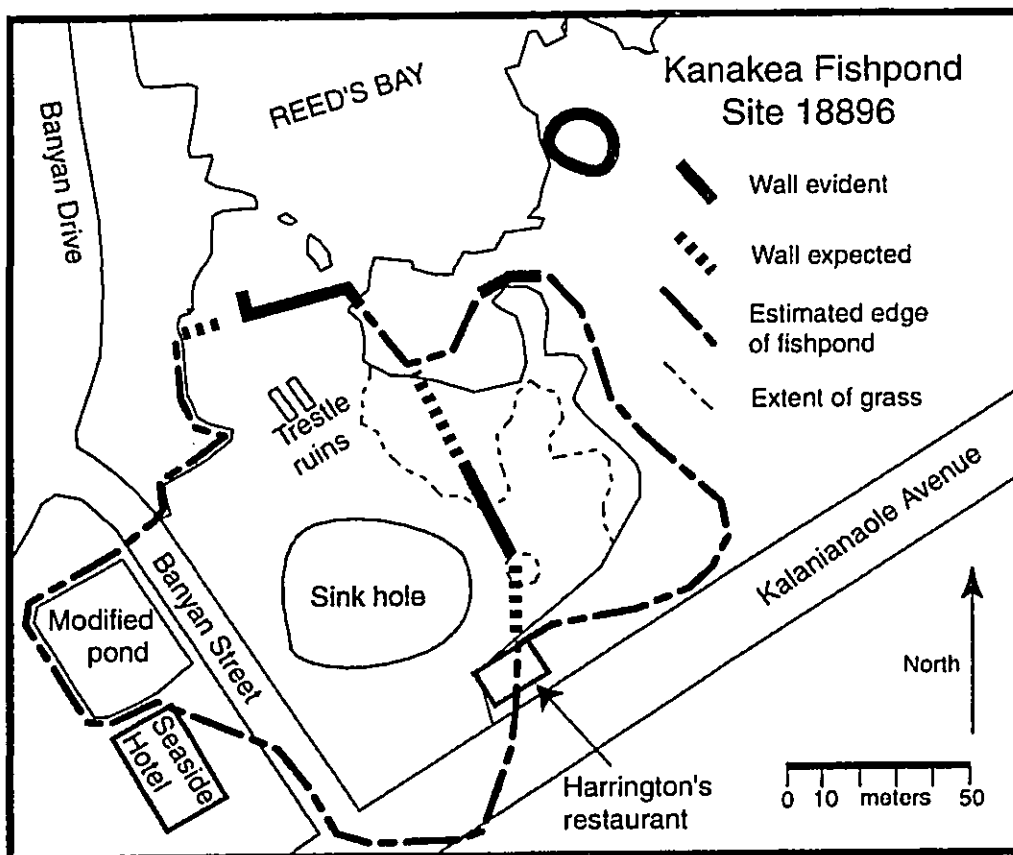 Kanakea Fishpond
Site 18896
Wall evident
Wall expected
Estimated edge
of fishpond
Extent of grass
REED'S BAY
Banyan Drive
Trestle
ruins
Sink hole
Modified
pond
Banyan Street
Seaside
Hotel
Kalanianaole Avenue
North
Harrington's
restaurant
0 10 meters 50